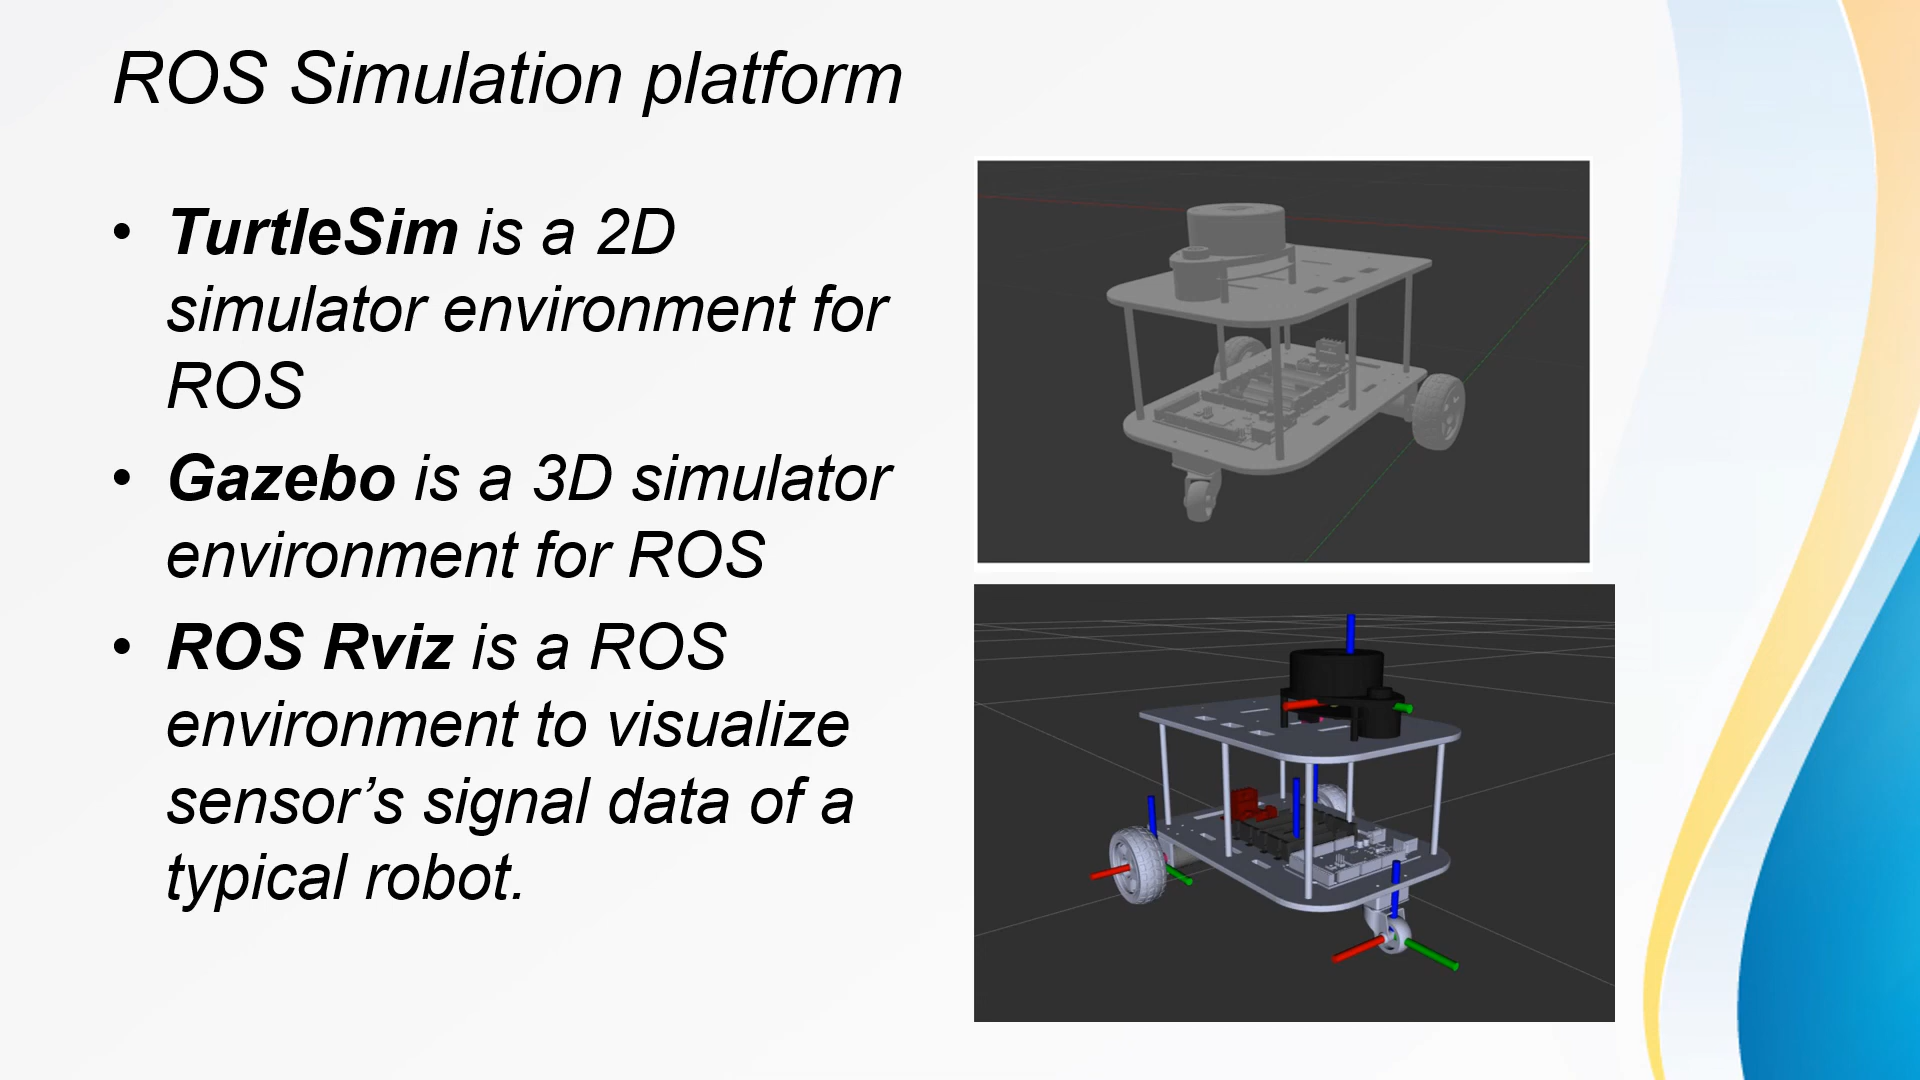 ROS Simulation platform
• TurtleSim is a 2D
simulator environment for
ROS
• Gazebo is a 3D simulator
environment for ROS
• ROS Rviz is a ROS
environment to visualize
sensor’s signal data of a
typical robot.